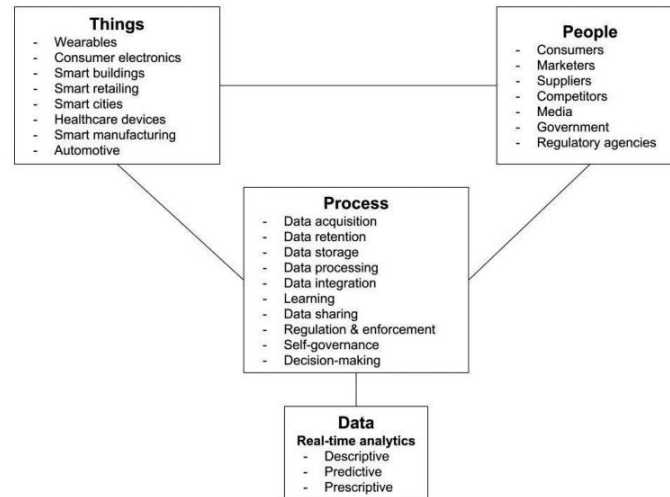 Things
- Wearables
- Consumer electronics
- Smart buildings
- Smart retailing
- Smart cities
- Healthcare devices
- Smart manufacturing
- Automotive
People
- Consumers
- Marketers
- Suppliers
- Competitors
- Media
- Government
- Regulatory agencies
Process
- Data acquisition
- Data retention
- Data storage
- Data processing
- Data integration
- Learning
- Data sharing
- Regulation & enforcement
- Self-governance
- Decision-making
Data
Real-time analytics
- Descriptive
- Predictive
- Prescriptive